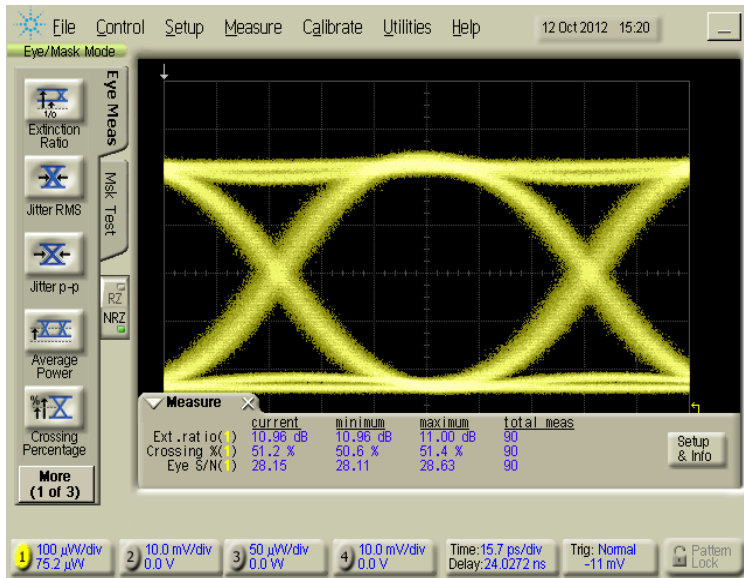 File Control Setup Measure Calibrate Utilities Help 12 Oct 2012 15:20
Eye/Mask Mode
Eye Meas
Msk Test
1/0
Extinction
Ratio
Jitter RMS
Jitter p-p
RZ
NRZ
Average
Power
%
Crossing
Percentage
More
(1 of 3)
Measure
current minimum maximum total meas
Ext.ratio(1) 10.96 dB 10.96 dB 11.00 dB 90
Crossing %(1) 51.2 % 50.6 % 51.4 % 90
Eye S/N(1) 28.15 28.11 28.63 90
Setup
& Info
1 100 µW/div
75.2 µW
2 10.0 mV/div
0.0 V
3 50 µW/div
0.0 W
4 10.0 mV/div
0.0 V
Time:15.7 ps/div
Delay:24.0272 ns
Trig: Normal
-11 mV
Pattern
Lock